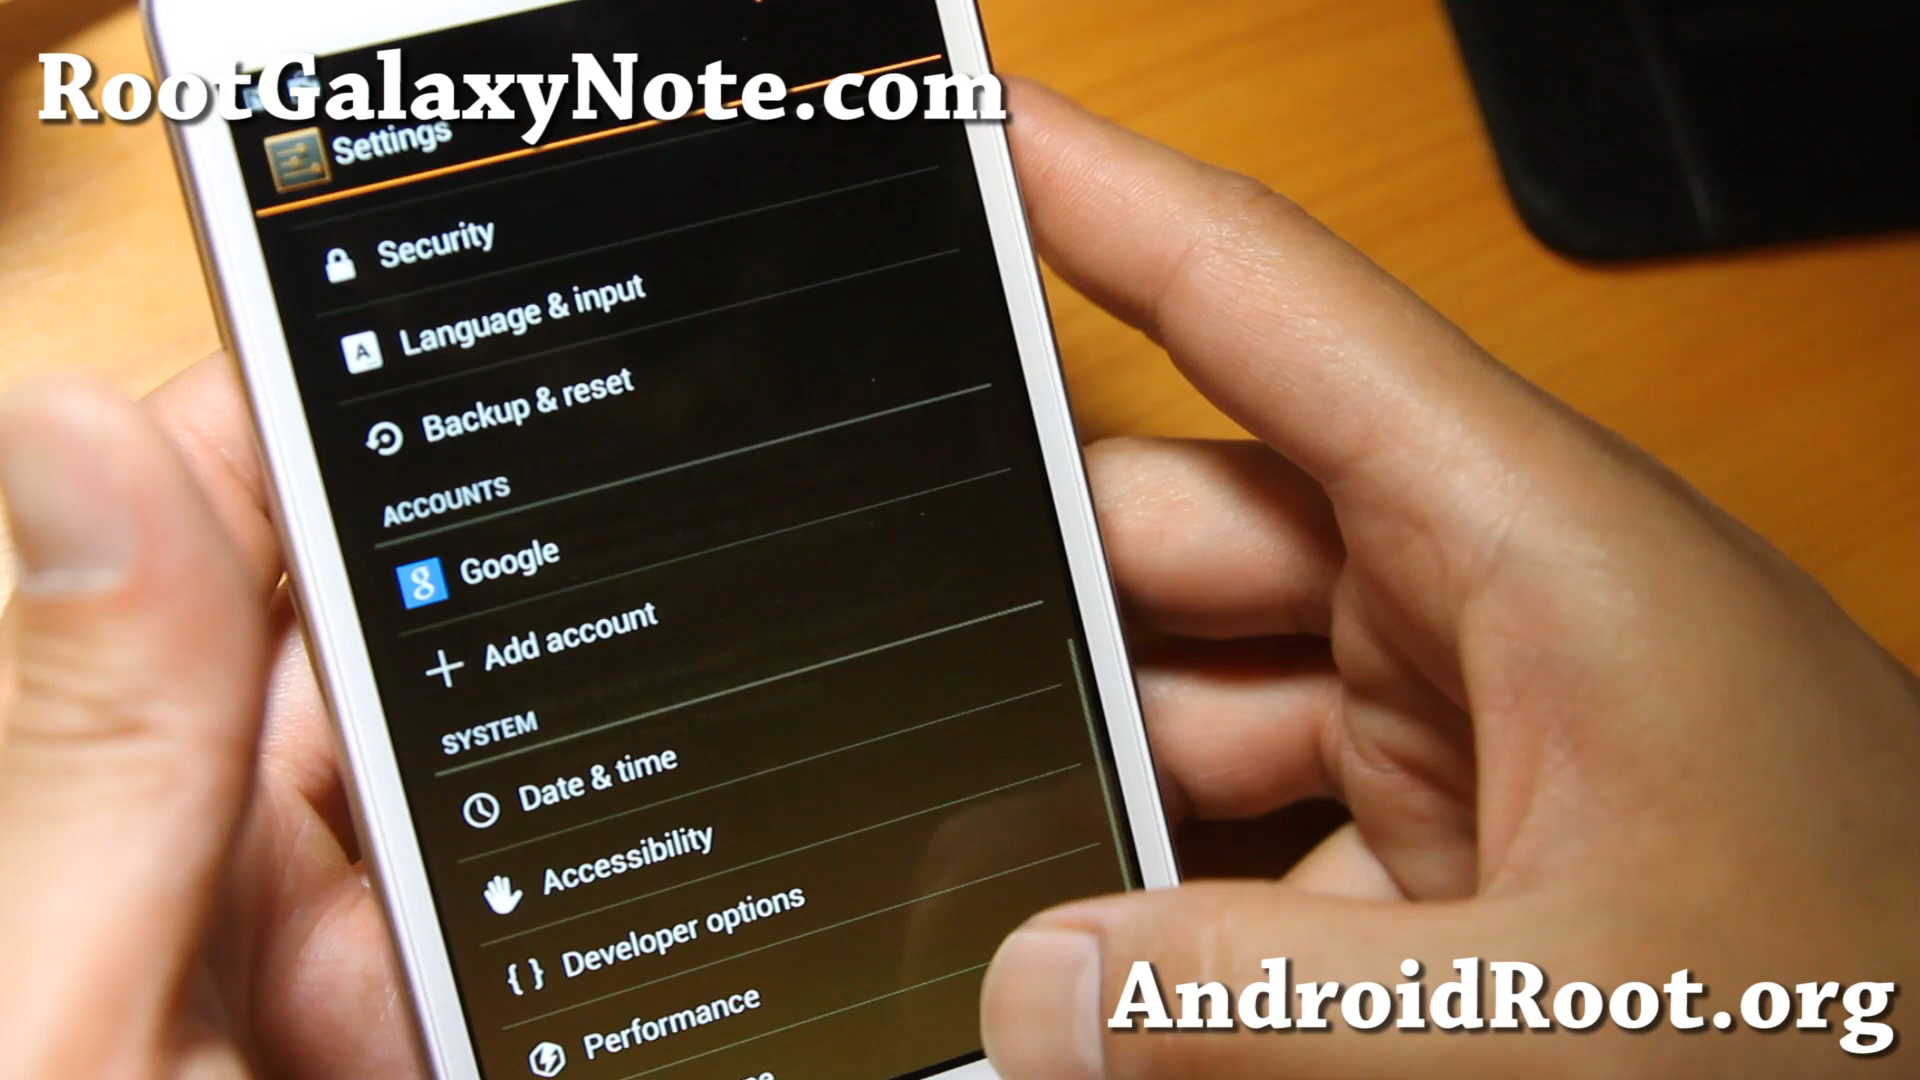 RootGalaxyNote.com
Settings
Security
A Language & input
Backup & reset
ACCOUNTS
g Google
Add account
SYSTEM
Date & time
Accessibility
{ } Developer options
Performance
AndroidRoot.org